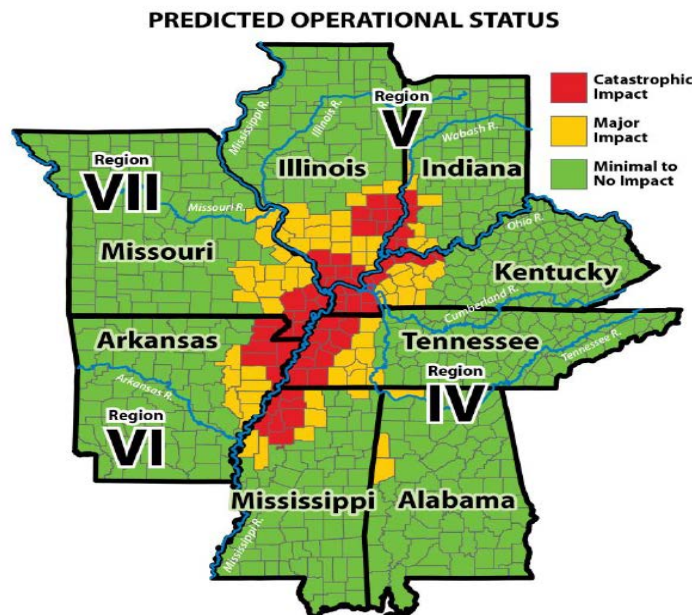 PREDICTED OPERATIONAL STATUS
Catastrophic
Impact
Major
Impact
Minimal to
No Impact
Region
V
Mississippi R.
Illinois R.
Wabash R.
Illinois
Indiana
Region
VII
Missouri R.
Missouri
Ohio R.
Kentucky
Cumberland R.
Arkansas
Tennessee
Tennessee R.
Arkansas R.
Region
IV
Region
VI
Mississippi
Alabama
Mississippi R.